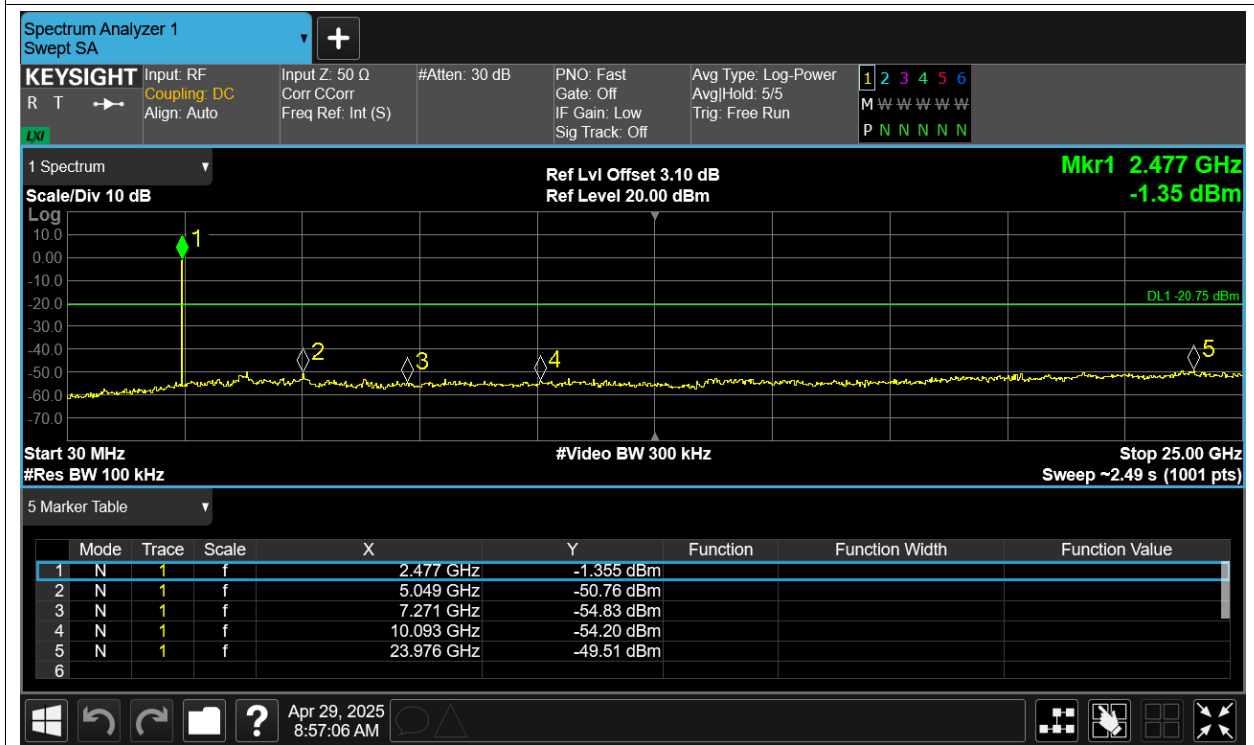 Spectrum Analyzer 1
Swept SA
KEYSIGHT Input: RF Input Z: 50 Ω #Atten: 30 dB PNO: Fast Avg Type: Log-Power 1 2 3 4 5 6
R T Coupling: DC Corr CCorr Gate: Off Avg|Hold: 5/5 M W W W W W W
Align: Auto Freq Ref: Int (S) IF Gain: Low Trig: Free Run
LXI Sig Track: Off P N N N N N
1 Spectrum Ref Lvl Offset 3.10 dB Mkr1 2.477 GHz
Scale/Div 10 dB Ref Level 20.00 dBm -1.35 dBm
Log
10.0 1
0.00
-10.0
-20.0 DL1 -20.75 dBm
-30.0
-40.0 2 3 4 5
-50.0
-60.0
-70.0
Start 30 MHz #Video BW 300 kHz Stop 25.00 GHz
#Res BW 100 kHz Sweep ~2.49 s (1001 pts)
5 Marker Table
Mode Trace Scale X Y Function Function Width Function Value
1 N 1 f 2.477 GHz -1.355 dBm
2 N 1 f 5.049 GHz -50.76 dBm
3 N 1 f 7.271 GHz -54.83 dBm
4 N 1 f 10.093 GHz -54.20 dBm
5 N 1 f 23.976 GHz -49.51 dBm
6
? Apr 29, 2025
8:57:06 AM